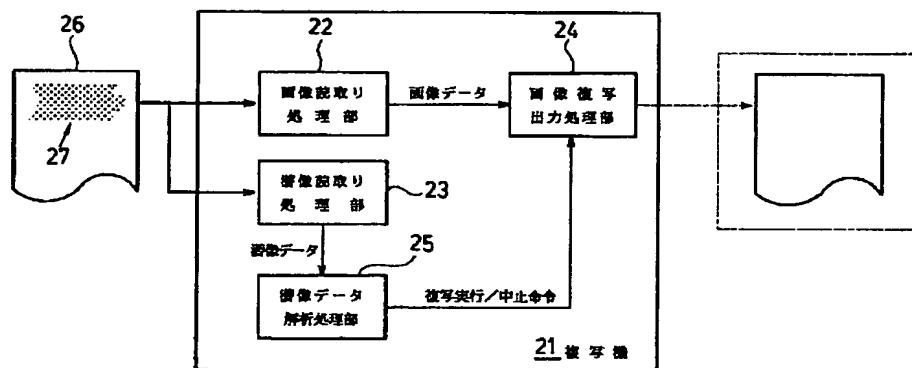 26
27
22
画像読取り
処理部
画像データ
24
画像複写
出力処理部
潜像読取り
処理部
23
潜像データ
25
潜像データ
解析処理部
複写実行/中止命令
21 複写機